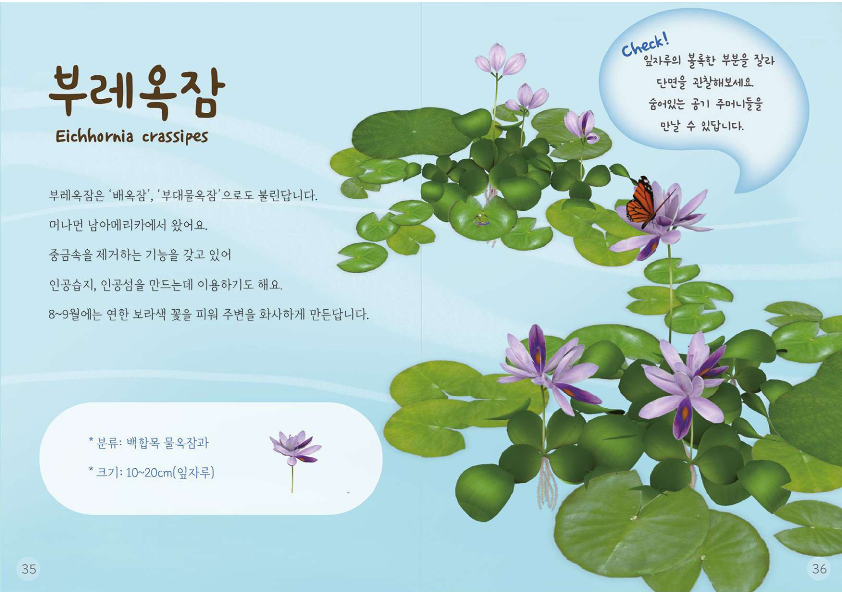 부레옥잠
Eichhornia crassipes
부레옥잠은 '배옥잠', '부대물옥잠'으로도 불린답니다.
머나먼 남아메리카에서 왔어요.
중금속을 제거하는 기능을 갖고 있어
인공습지, 인공섬을 만드는데 이용하기도 해요.
8~9월에는 연한 보라색 꽃을 피워 주변을 화사하게 만든답니다.
* 분류: 백합목 물옥잠과
* 크기: 10~20cm(잎자루)
35
Check!
잎자루의 볼록한 부분을 잘라
단면을 관찰해보세요.
숨어있는 공기 주머니들을
만날 수 있답니다.
36